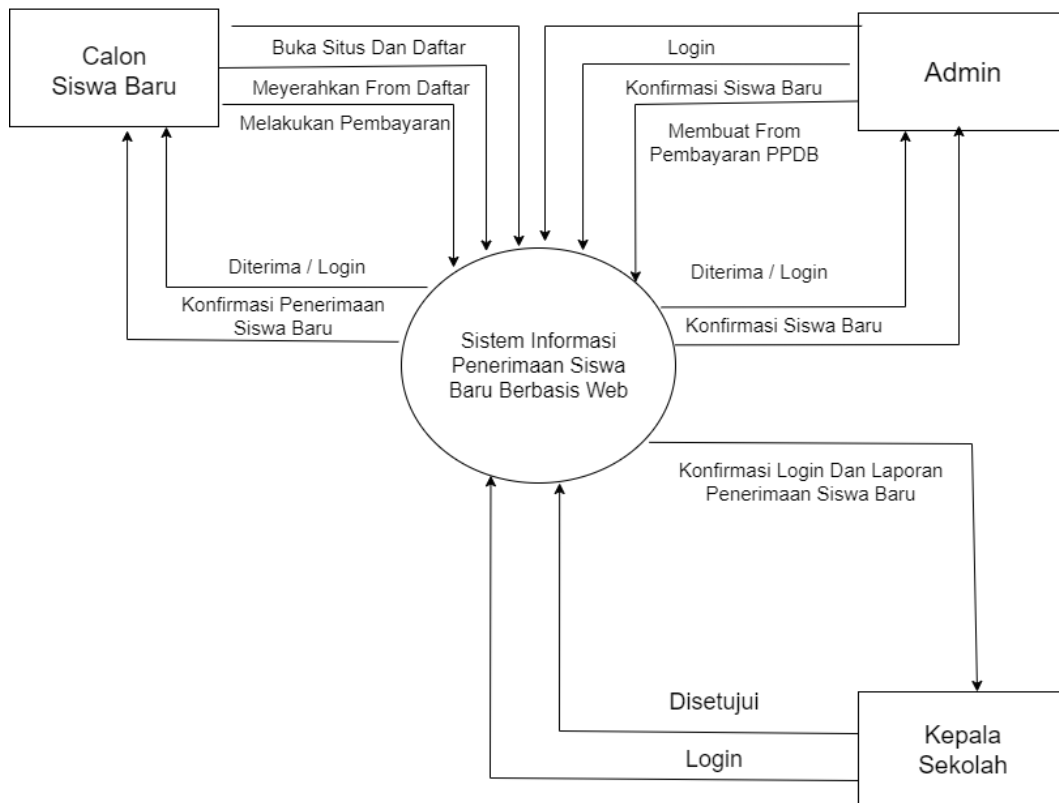 Calon
Siswa Baru
Buka Situs Dan Daftar
Meyerahkan From Daftar
Melakukan Pembayaran
Login
Konfirmasi Siswa Baru
Membuat From
Pembayaran PPDB
Admin
Diterima / Login
Konfirmasi Penerimaan
Siswa Baru
Sistem Informasi
Penerimaan Siswa
Baru Berbasis Web
Diterima / Login
Konfirmasi Siswa Baru
Konfirmasi Login Dan Laporan
Penerimaan Siswa Baru
Disetujui
Login
Kepala
Sekolah